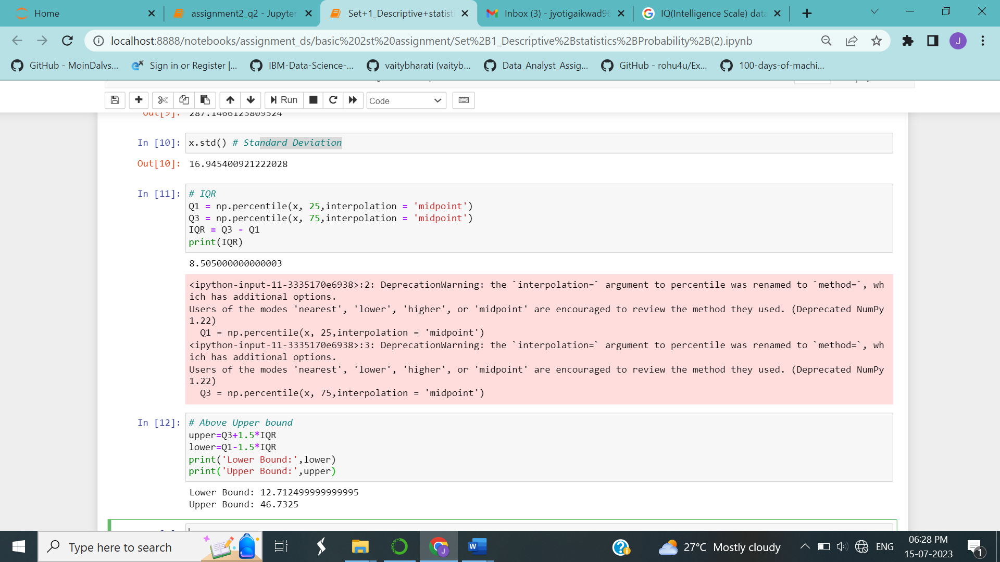 Home
assignment2_q2 - Jupyter
Set+1_Descriptive+statisti
Inbox (3) - jyotigaikwad96
IQ(Intelligence Scale) data
localhost:8888/notebooks/assignment_ds/basic%202st%20assignment/Set%2B1_Descriptive%2Bstatistics%2BProbability%2B(2).ipynb
J
GitHub - MoinDalvs...
Sign in or Register |...
IBM-Data-Science-...
vaitybharati (vaityb...
Data_Analyst_Assig...
GitHub - rohu4u/Ex...
100-days-of-machi...
Run
Code
Out[9]: 287.1466123809524
In [10]: x.std() # Standard Deviation
Out[10]: 16.945400921222028
In [11]: # IQR
Q1 = np.percentile(x, 25,interpolation = 'midpoint')
Q3 = np.percentile(x, 75,interpolation = 'midpoint')
IQR = Q3 - Q1
print(IQR)
8.505000000000003
<ipython-input-11-3335170e6938>:2: DeprecationWarning: the `interpolation=` argument to percentile was renamed to `method=`, wh
ich has additional options.
Users of the modes 'nearest', 'lower', 'higher', or 'midpoint' are encouraged to review the method they used. (Deprecated NumPy
1.22)
Q1 = np.percentile(x, 25,interpolation = 'midpoint')
<ipython-input-11-3335170e6938>:3: DeprecationWarning: the `interpolation=` argument to percentile was renamed to `method=`, wh
ich has additional options.
Users of the modes 'nearest', 'lower', 'higher', or 'midpoint' are encouraged to review the method they used. (Deprecated NumPy
1.22)
Q3 = np.percentile(x, 75,interpolation = 'midpoint')
In [12]: # Above Upper bound
upper=Q3+1.5*IQR
lower=Q1-1.5*IQR
print('Lower Bound:',lower)
print('Upper Bound:',upper)
Lower Bound: 12.712499999999995
Upper Bound: 46.7325
Type here to search
J
W
27°C Mostly cloudy
ENG
06:28 PM
15-07-2023
1